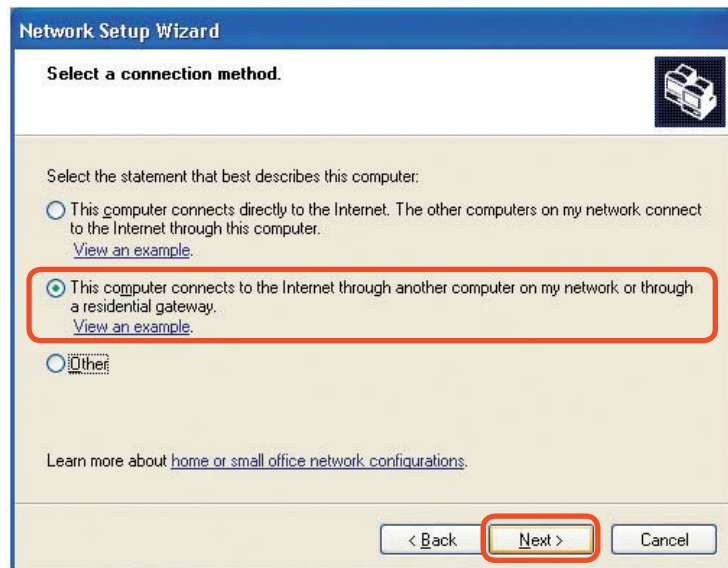 Network Setup Wizard
Select a connection method.
Select the statement that best describes this computer:
This computer connects directly to the Internet. The other computers on my network connect
to the Internet through this computer.
View an example.
This computer connects to the Internet through another computer on my network or through
a residential gateway.
View an example.
Other
Learn more about home or small office network configurations.
< Back
Next >
Cancel